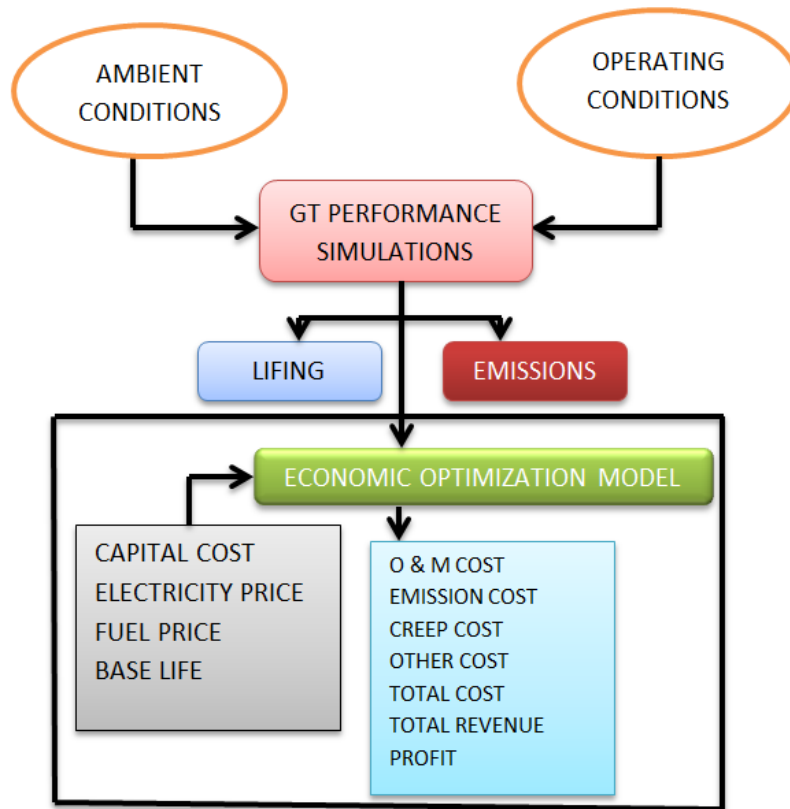 AMBIENT
CONDITIONS
OPERATING
CONDITIONS
GT PERFORMANCE
SIMULATIONS
LIFING
EMISSIONS
ECONOMIC OPTIMIZATION MODEL
CAPITAL COST
ELECTRICITY PRICE
FUEL PRICE
BASE LIFE
O & M COST
EMISSION COST
CREEP COST
OTHER COST
TOTAL COST
TOTAL REVENUE
PROFIT